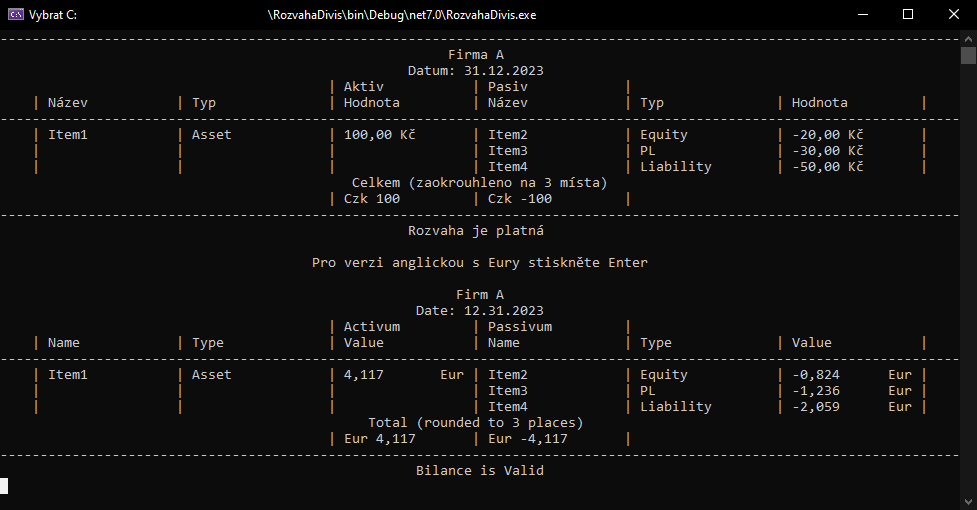 Vybrat C: \RozvahaDivis\bin\Debug\net7.0\RozvahaDivis.exe
Firma A
Datum: 31.12.2023
| Aktiv | Pasiv |
| Název | Typ | Hodnota | Název | Typ | Hodnota |
| Item1 | Asset | 100,00 Kč | Item2 | Equity | -20,00 Kč |
| | | | Item3 | PL | -30,00 Kč |
| | | | Item4 | Liability | -50,00 Kč |
Celkem (zaokrouhleno na 3 místa)
| Czk 100 | Czk -100 |
Rozvaha je platná
Pro verzi anglickou s Eury stiskněte Enter
Firm A
Date: 12.31.2023
| Activum | Passivum |
| Name | Type | Value | Name | Type | Value |
| Item1 | Asset | 4,117 Eur | Item2 | Equity | -0,824 Eur |
| | | | Item3 | PL | -1,236 Eur |
| | | | Item4 | Liability | -2,059 Eur |
Total (rounded to 3 places)
| Eur 4,117 | Eur -4,117 |
Bilance is Valid